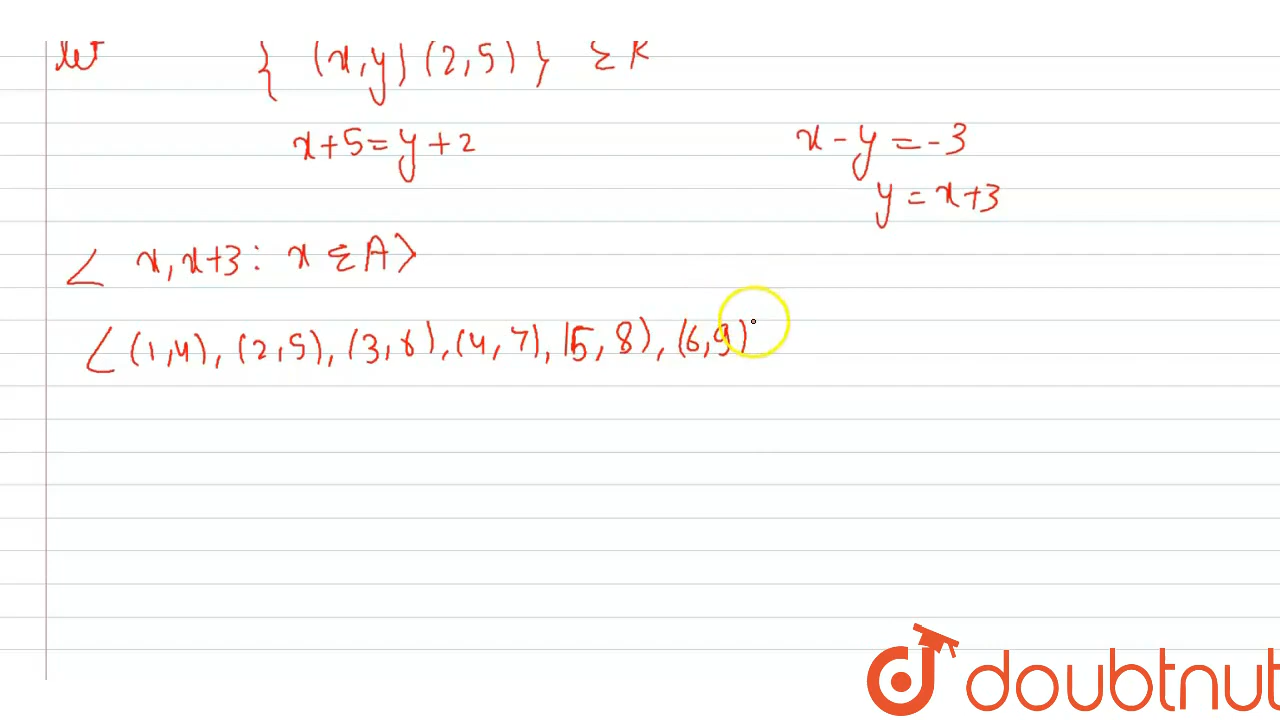 let { (x,y) (2,5) } Σ R
x+5=y+2
x-y=-3
y=x+3
< x,x+3: x Σ A>
< (1,4), (2,5), (3,6), (4,7), (5,8), (6,9)
doubtnut